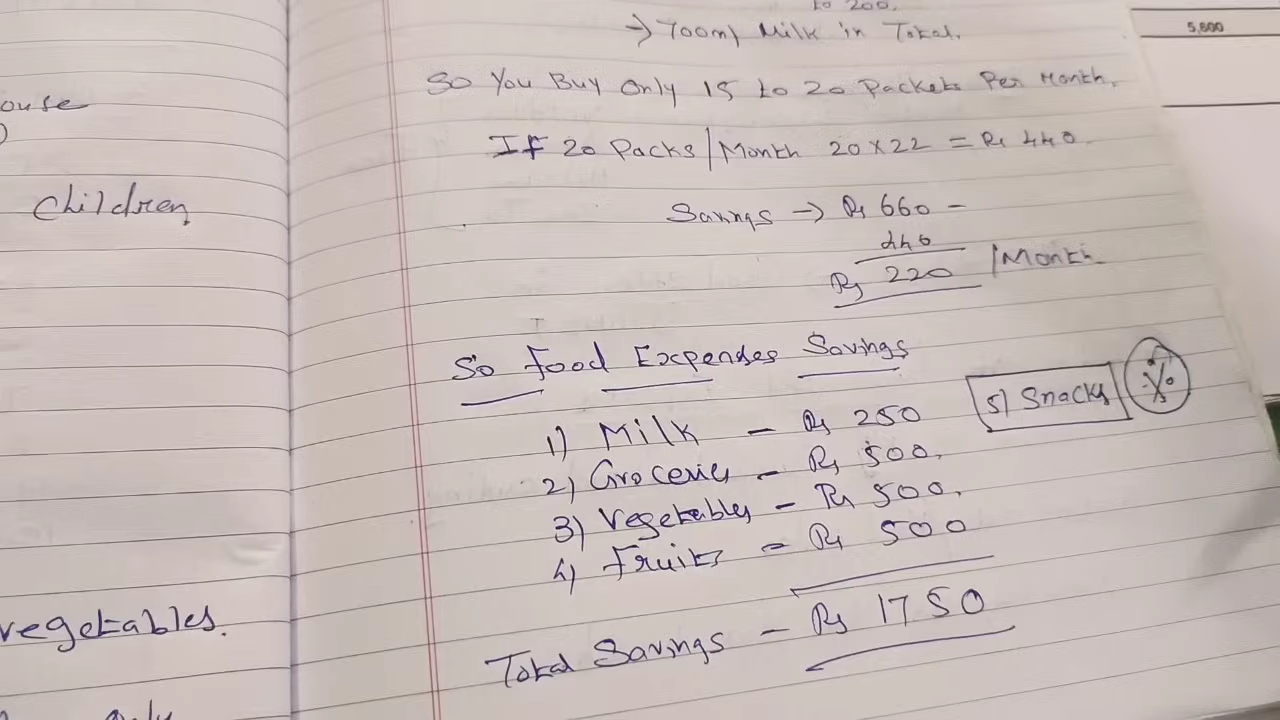 to 200.
→ 700ml Milk in Total.
5,600
So You Buy Only 15 to 20 Packets Per Month.
If 20 Packs/Month 20 x 22 = Rs 440.
Savings → Rs 660 -
440
Rs 220 /Month
So Food Expenses Savings
5) Snacks %
1) Milk - Rs 250
2) Groceries - Rs 500.
3) Vegetables - Rs 500.
4) Fruits = Rs 500
Total Savings - Rs 1750
ouse
Children
vegetables.
only